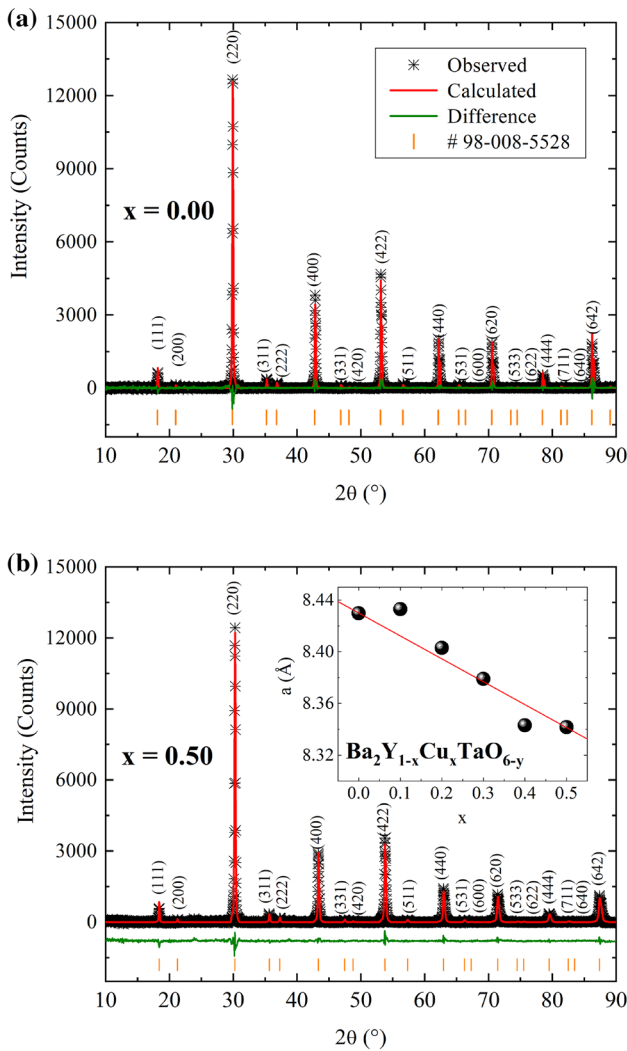 (a)
15000
12000
9000
6000
3000
0
Intensity (Counts)
10 20 30 40 50 60 70 80 90
2θ (°)
x = 0.00
Observed
Calculated
Difference
# 98-008-5528
(111) (200) (220) (311) (222) (400) (331) (420) (422) (511) (440) (531) (600) (620) (533) (622) (444) (711) (640) (642)
(b)
15000
12000
9000
6000
3000
0
Intensity (Counts)
10 20 30 40 50 60 70 80 90
2θ (°)
x = 0.50
(111) (200) (220) (311) (222) (400) (331) (420) (422) (511) (440) (531) (600) (620) (533) (622) (444) (711) (640) (642)
8.44
8.40
8.36
8.32
a (Å)
0.0 0.1 0.2 0.3 0.4 0.5
x
Ba₂Y₁₋ₓCuₓTaO₆₋y